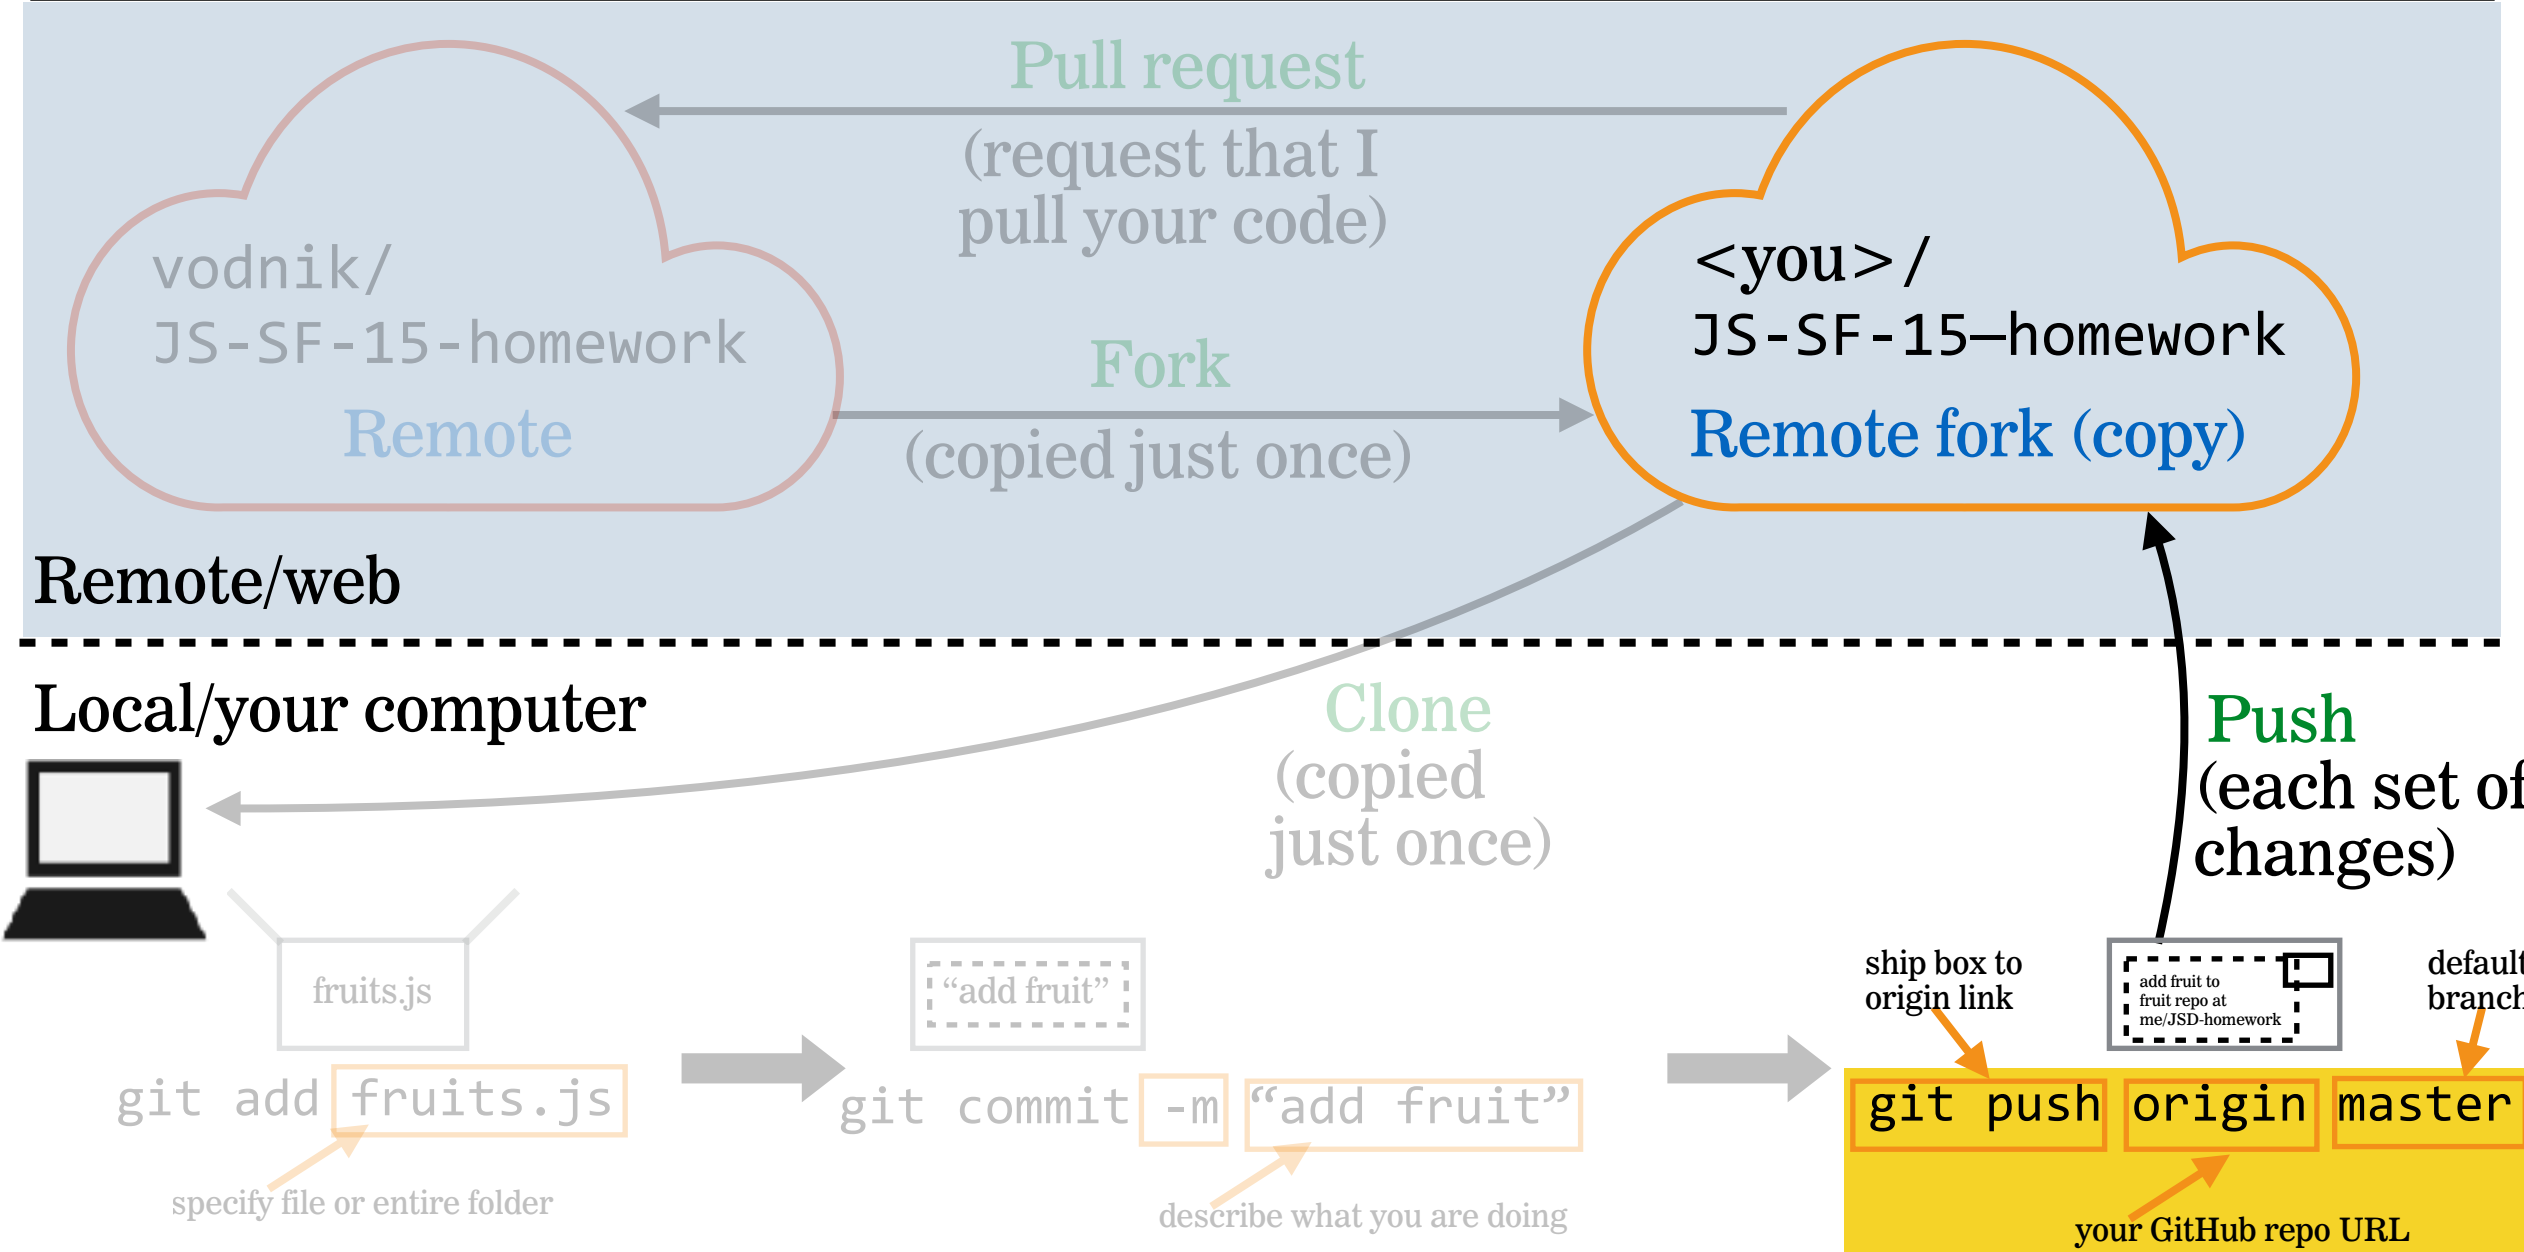 Pull request
(request that I
pull your code)
vodnik/
JS-SF-15-homework
Remote
Fork
(copied just once)
<you>/
JS-SF-15—homework
Remote fork (copy)
Remote/web
Local/your computer
Clone
(copied
just once)
Push
(each set of
changes)
fruits.js
git add fruits.js
specify file or entire folder
“add fruit”
git commit -m “add fruit”
describe what you are doing
ship box to
origin link
add fruit to
fruit repo at
me/JSD-homework
default
branch
git push origin master
your GitHub repo URL